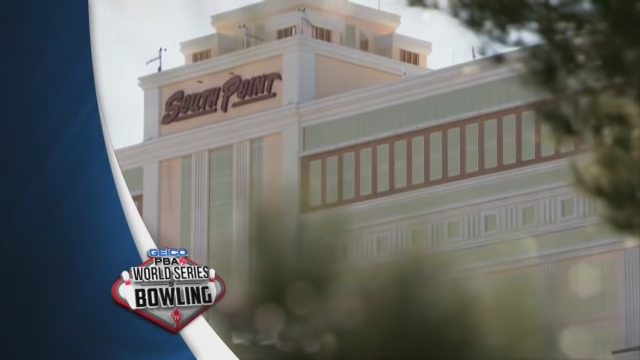 SOUTH POINT
GEICO
PBA
WORLD SERIES
OF
BOWLING